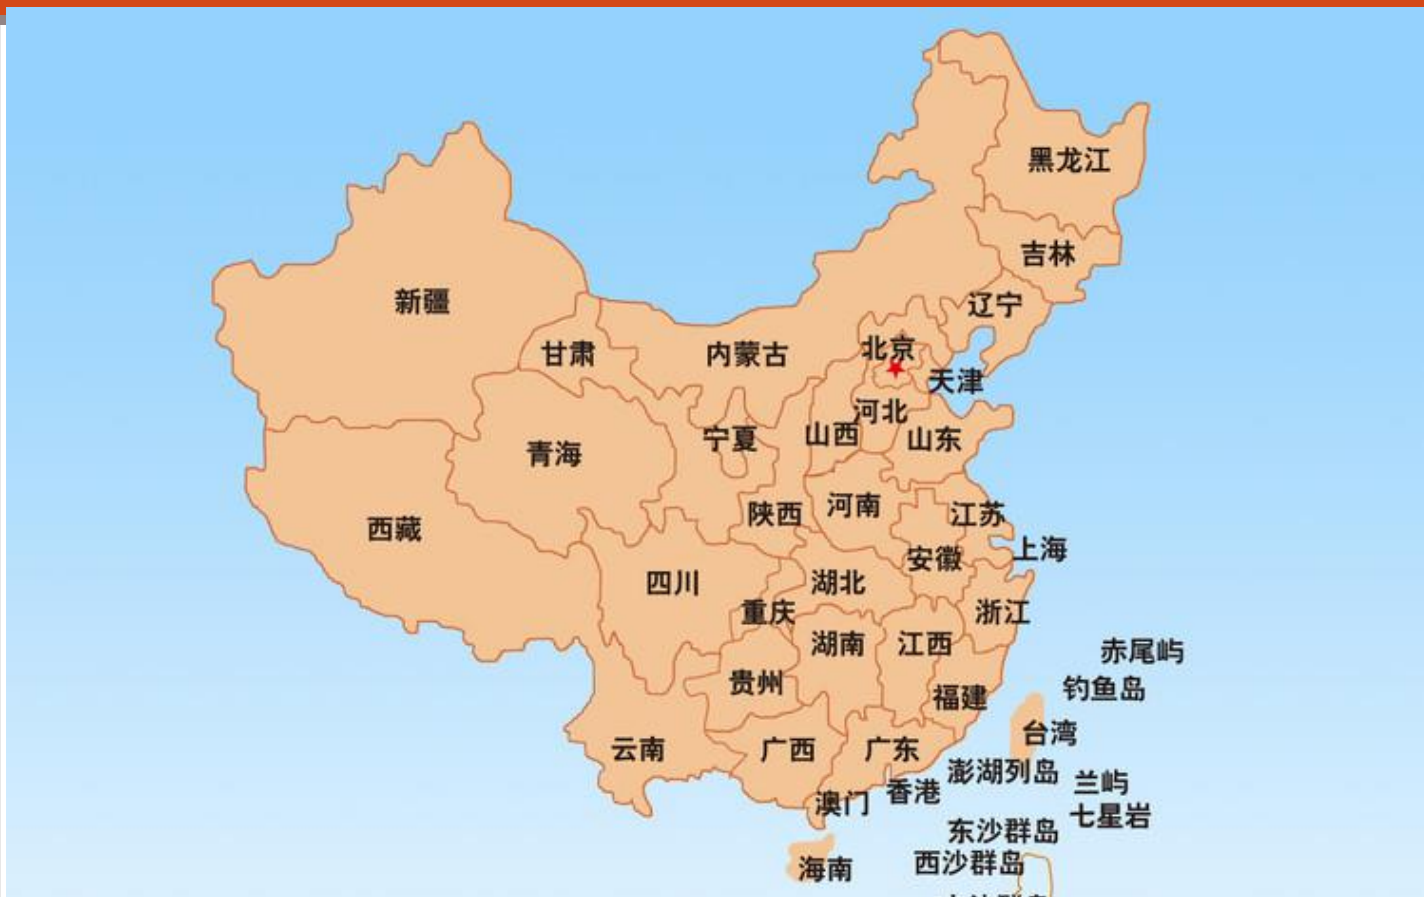 黑龙江
吉林
辽宁
新疆
甘肃
内蒙古
北京
天津
河北
宁夏
山西
山东
青海
陕西
河南
江苏
西藏
上海
安徽
四川
湖北
重庆
浙江
湖南
江西
赤尾屿
贵州
钓鱼岛
福建
台湾
云南
广西
广东
澎湖列岛
兰屿
香港
澳门
七星岩
东沙群岛
西沙群岛
海南